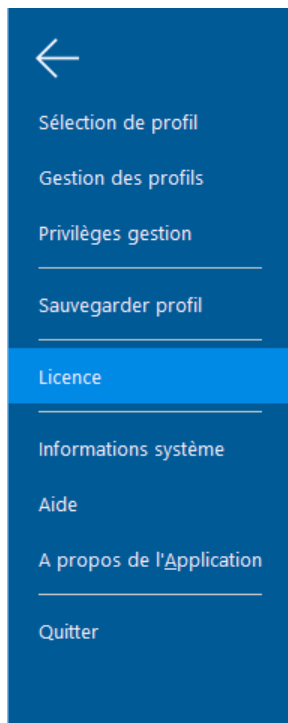 Sélection de profil
Gestion des profils
Privilèges gestion
Sauvegarder profil
Licence
Informations système
Aide
A propos de l'Application
Quitter